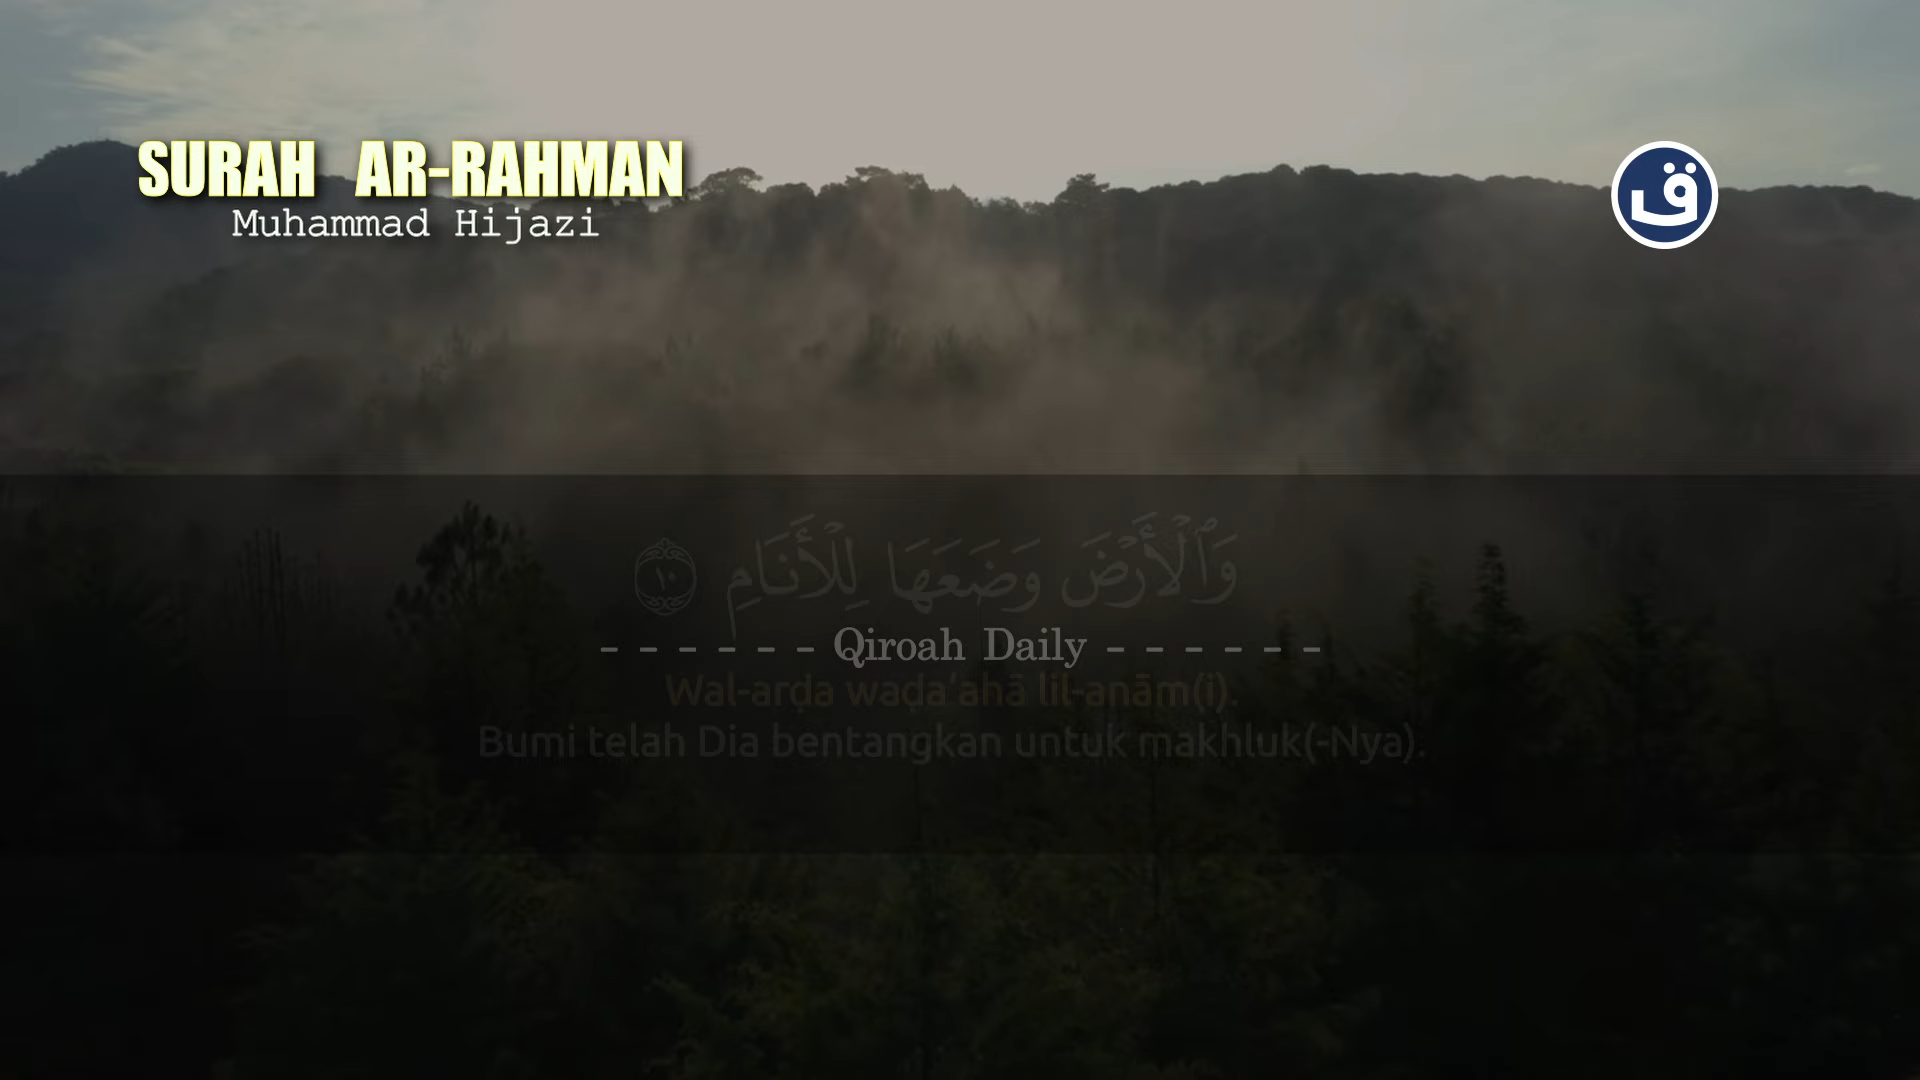 SURAH AR-RAHMAN
Muhammad Hijazi
ق
وَٱلْأَرْضَ وَضَعَهَا لِلْأَنَامِ ١٠
- - - - - - Qiroah Daily - - - - - -
Wal-arḍa waḍa‘ahā lil-anām(i).
Bumi telah Dia bentangkan untuk makhluk(-Nya).